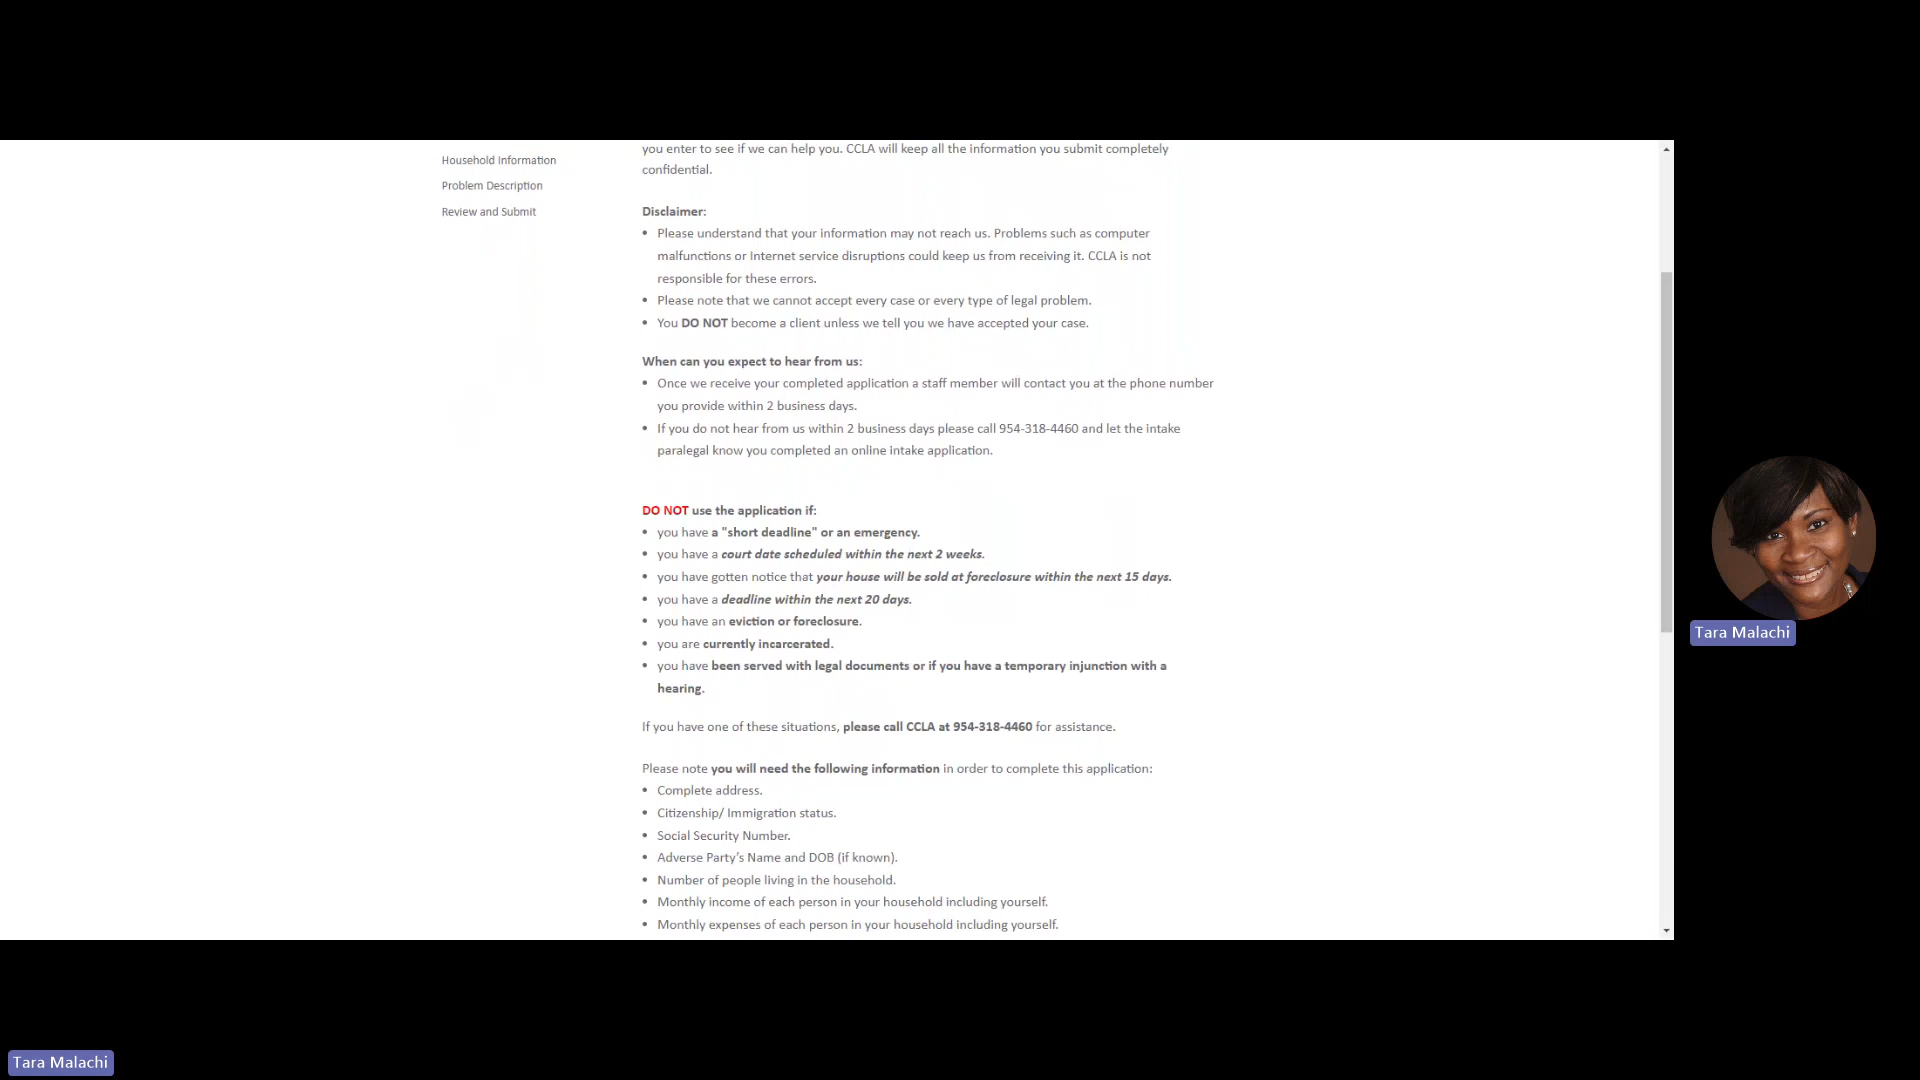 Household Information
Problem Description
Review and Submit
you enter to see if we can help you. CCLA will keep all the information you submit completely
confidential.
Disclaimer:
• Please understand that your information may not reach us. Problems such as computer
malfunctions or Internet service disruptions could keep us from receiving it. CCLA is not
responsible for these errors.
• Please note that we cannot accept every case or every type of legal problem.
• You DO NOT become a client unless we tell you we have accepted your case.
When can you expect to hear from us:
• Once we receive your completed application a staff member will contact you at the phone number
you provide within 2 business days.
• If you do not hear from us within 2 business days please call 954-318-4460 and let the intake
paralegal know you completed an online intake application.
DO NOT use the application if:
• you have a "short deadline" or an emergency.
• you have a court date scheduled within the next 2 weeks.
• you have gotten notice that your house will be sold at foreclosure within the next 15 days.
• you have a deadline within the next 20 days.
• you have an eviction or foreclosure.
• you are currently incarcerated.
• you have been served with legal documents or if you have a temporary injunction with a
hearing.
If you have one of these situations, please call CCLA at 954-318-4460 for assistance.
Please note you will need the following information in order to complete this application:
• Complete address.
• Citizenship/ Immigration status.
• Social Security Number.
• Adverse Party’s Name and DOB (if known).
• Number of people living in the household.
• Monthly income of each person in your household including yourself.
• Monthly expenses of each person in your household including yourself.
Tara Malachi
Tara Malachi